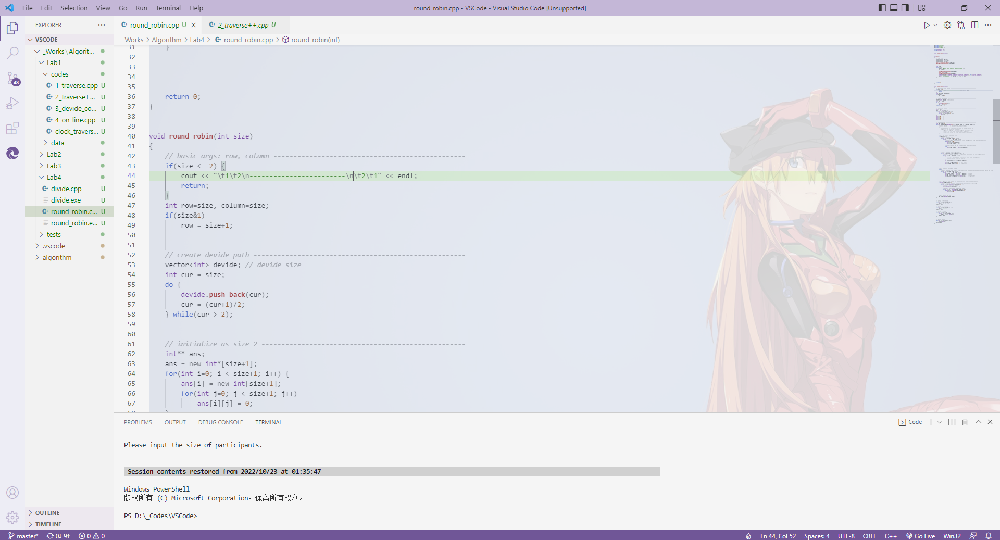 File Edit Selection View Go Run Terminal Help
round_robin.cpp - VSCode - Visual Studio Code [Unsupported]
EXPLORER
VSCODE
_Works\Algorit...
Lab1
codes
1_traverse.cpp U
2_traverse+... U
3_devide_co... U
4_on_line.cpp U
clock_travers... U
data
Lab2
Lab3
Lab4
divide.cpp U
divide.exe U
round_robin.c... U
round_robin.e... U
tests
.vscode
algorithm
OUTLINE
TIMELINE
48
round_robin.cpp U
2_traverse++.cpp U
_Works > Algorithm > Lab4 > round_robin.cpp > round_robin(int)
31 }
32
33
34
35
36 return 0;
37 }
38
39
40 void round_robin(int size)
41 {
42 // basic args: row, column ------------------------------------------------
43 if(size <= 2) {
44 cout << "\t1\t2\n------------------------\n\t2\t1" << endl;
45 return;
46 }
47 int row=size, column=size;
48 if(size&1)
49 row = size+1;
50
51
52 // create devide path -----------------------------------------------------
53 vector<int> devide; // devide size
54 int cur = size;
55 do {
56 devide.push_back(cur);
57 cur = (cur+1)/2;
58 } while(cur > 2);
59
60
61 // initialize as size 2 ---------------------------------------------------
62 int** ans;
63 ans = new int*[size+1];
64 for(int i=0; i < size+1; i++) {
65 ans[i] = new int[size+1];
66 for(int j=0; j < size+1; j++)
67 ans[i][j] = 0;
68 }
PROBLEMS OUTPUT DEBUG CONSOLE TERMINAL
Code
Please input the size of participants.
Session contents restored from 2022/10/23 at 01:35:47
Windows PowerShell
版权所有 (C) Microsoft Corporation。保留所有权利。
PS D:\_Codes\VSCode>
master* 0↓ 9↑ 0 0
Ln 44, Col 52 Spaces: 4 UTF-8 CRLF C++ Go Live Win32